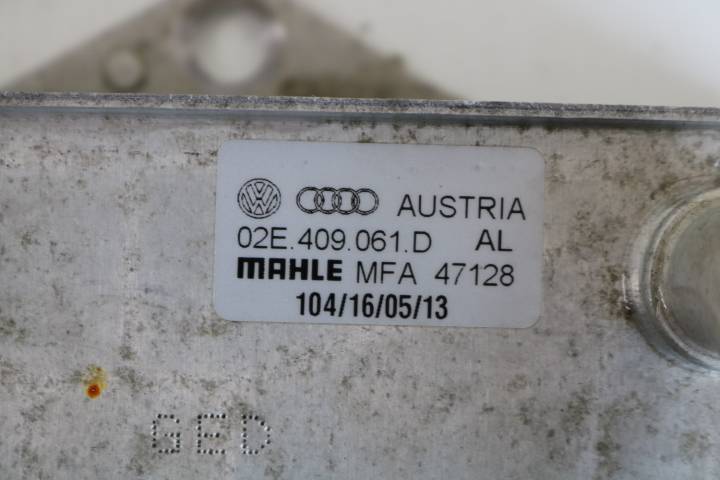 AUSTRIA
02E.409.061.D AL
MAHLE MFA 47128
104/16/05/13
GED